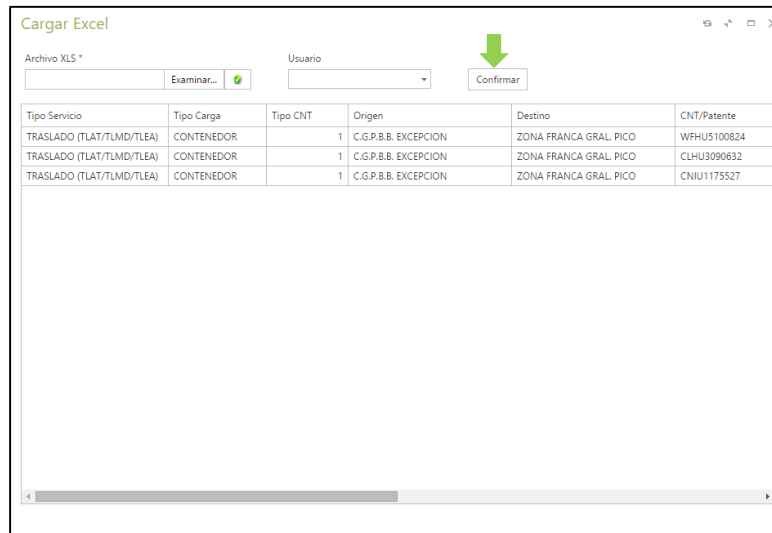 Cargar Excel
Archivo XLS * Usuario
Examinar... Confirmar
Tipo Servicio Tipo Carga Tipo CNT Origen Destino CNT/Patente
TRASLADO (TLAT/TLMD/TLEA) CONTENEDOR 1 C.G.P.B.B. EXCEPCION ZONA FRANCA GRAL. PICO WFHU5100824
TRASLADO (TLAT/TLMD/TLEA) CONTENEDOR 1 C.G.P.B.B. EXCEPCION ZONA FRANCA GRAL. PICO CLHU3090632
TRASLADO (TLAT/TLMD/TLEA) CONTENEDOR 1 C.G.P.B.B. EXCEPCION ZONA FRANCA GRAL. PICO CNIU1175527